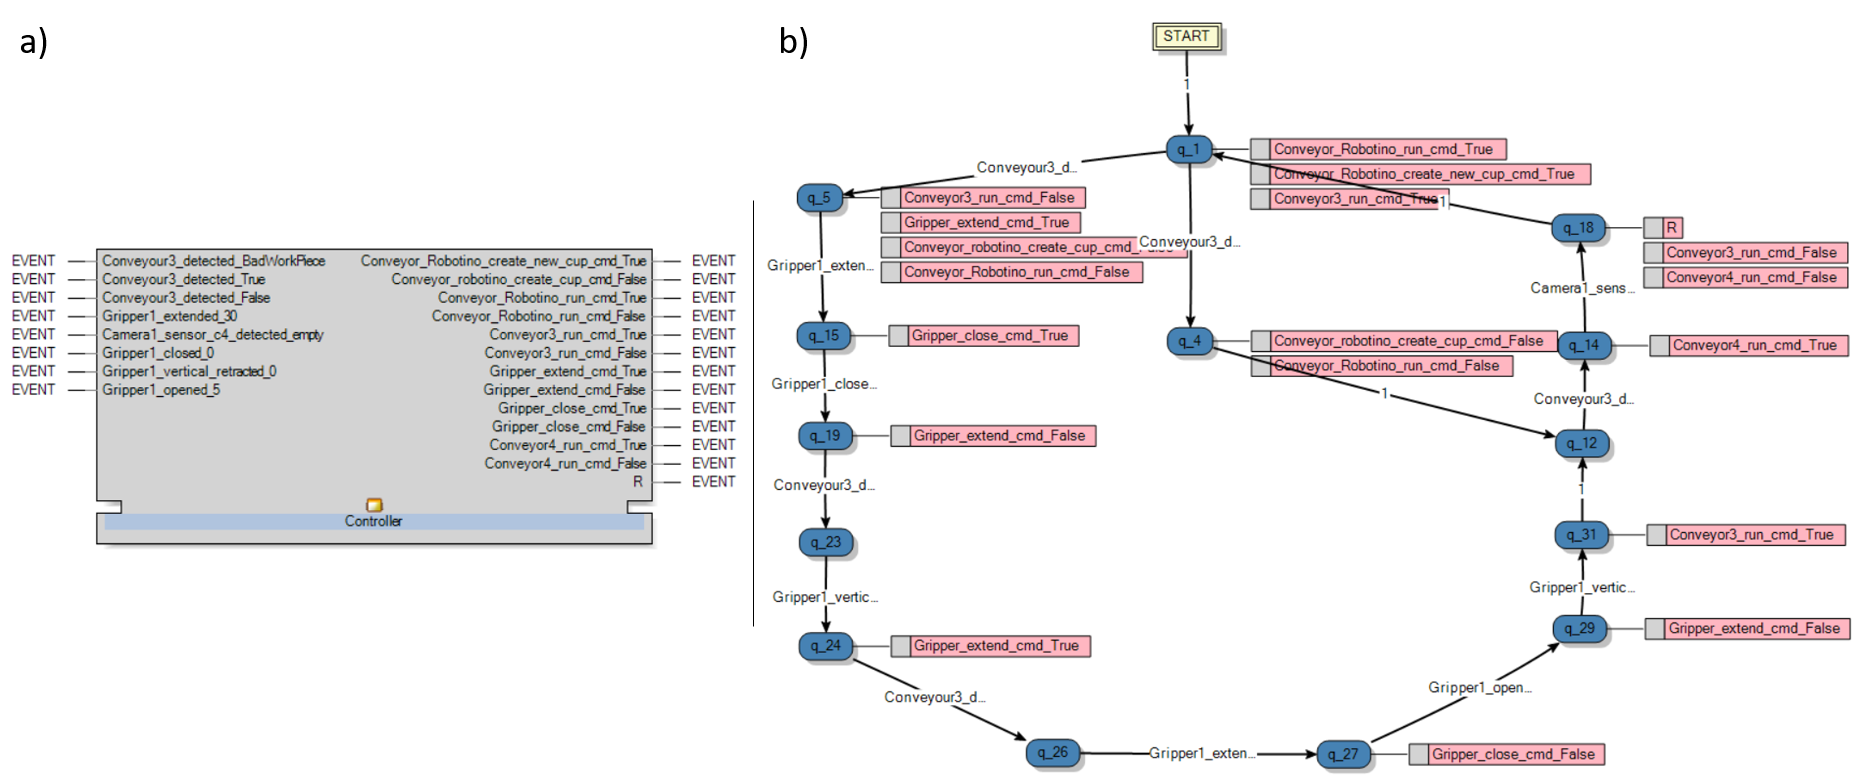 a)
EVENT Conveyour3_detected_BadWorkPiece Conveyor_Robotino_create_new_cup_cmd_True EVENT
EVENT Conveyour3_detected_True Conveyor_robotino_create_cup_cmd_False EVENT
EVENT Conveyour3_detected_False Conveyor_Robotino_run_cmd_True EVENT
EVENT Gripper1_extended_30 Conveyor_Robotino_run_cmd_False EVENT
EVENT Camera1_sensor_c4_detected_empty Conveyor3_run_cmd_True EVENT
EVENT Gripper1_closed_0 Conveyor3_run_cmd_False EVENT
EVENT Gripper1_vertical_retracted_0 Gripper_extend_cmd_True EVENT
EVENT Gripper1_opened_5 Gripper_extend_cmd_False EVENT
Gripper_close_cmd_True EVENT
Gripper_close_cmd_False EVENT
Conveyor4_run_cmd_True EVENT
Conveyor4_run_cmd_False EVENT
R EVENT
Controller
b)
START
1
q_1
Conveyor_Robotino_run_cmd_True
Conveyor_Robotino_create_new_cup_cmd_True
Conveyor3_run_cmd_True
1
Conveyour3_d...
q_5
Conveyor3_run_cmd_False
Gripper_extend_cmd_True
Conveyor_robotino_create_cup_cmd_False
Conveyor_Robotino_run_cmd_False
Conveyour3_d...
Gripper1_exten...
q_18
R
Conveyor3_run_cmd_False
Conveyor4_run_cmd_False
Camera1_sens...
q_15
Gripper_close_cmd_True
q_4
Conveyor_robotino_create_cup_cmd_False
Conveyor_Robotino_run_cmd_False
q_14
Conveyor4_run_cmd_True
Gripper1_close...
1
Conveyour3_d...
q_19
Gripper_extend_cmd_False
q_12
Conveyour3_d...
1
q_23
q_31
Conveyor3_run_cmd_True
Gripper1_vertic...
Gripper1_vertic...
q_24
Gripper_extend_cmd_True
q_29
Gripper_extend_cmd_False
Conveyour3_d...
Gripper1_open...
q_26
Gripper1_exten...
q_27
Gripper_close_cmd_False